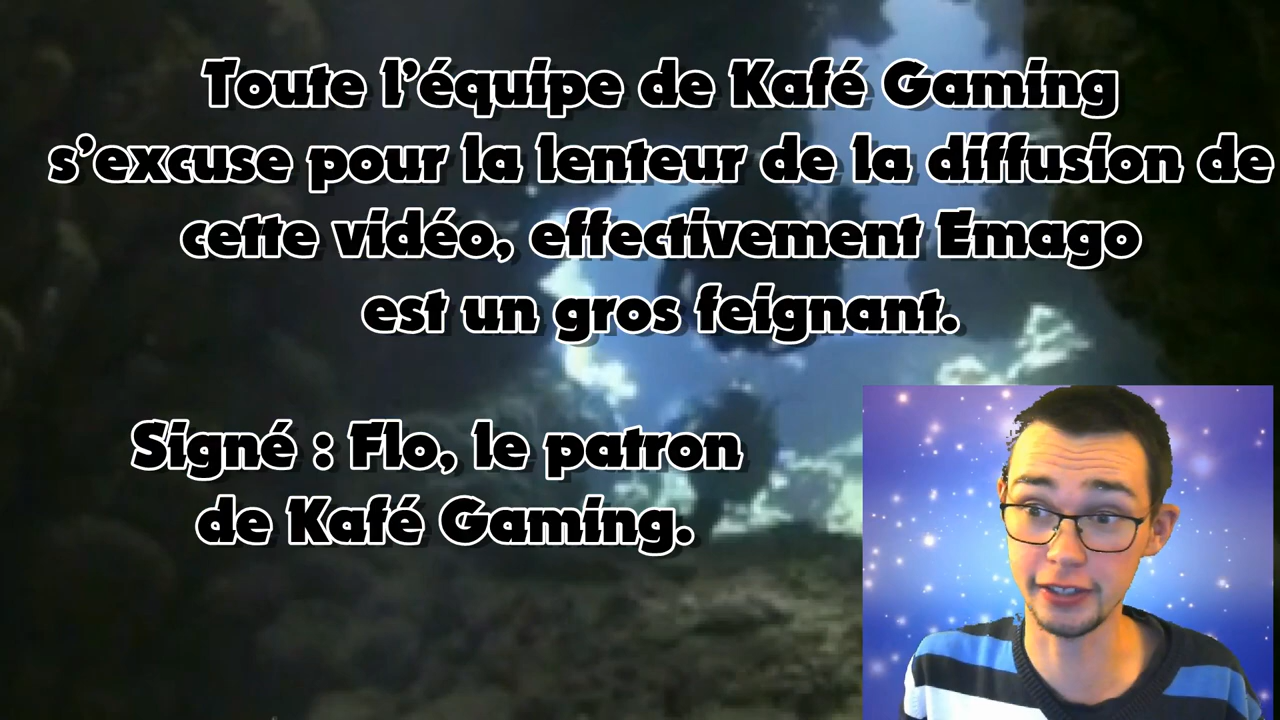 Toute l'équipe de Kafé Gaming
s'excuse pour la lenteur de la diffusion de
cette vidéo, effectivement Emago
est un gros feignant.
Signé : Flo, le patron
de Kafé Gaming.